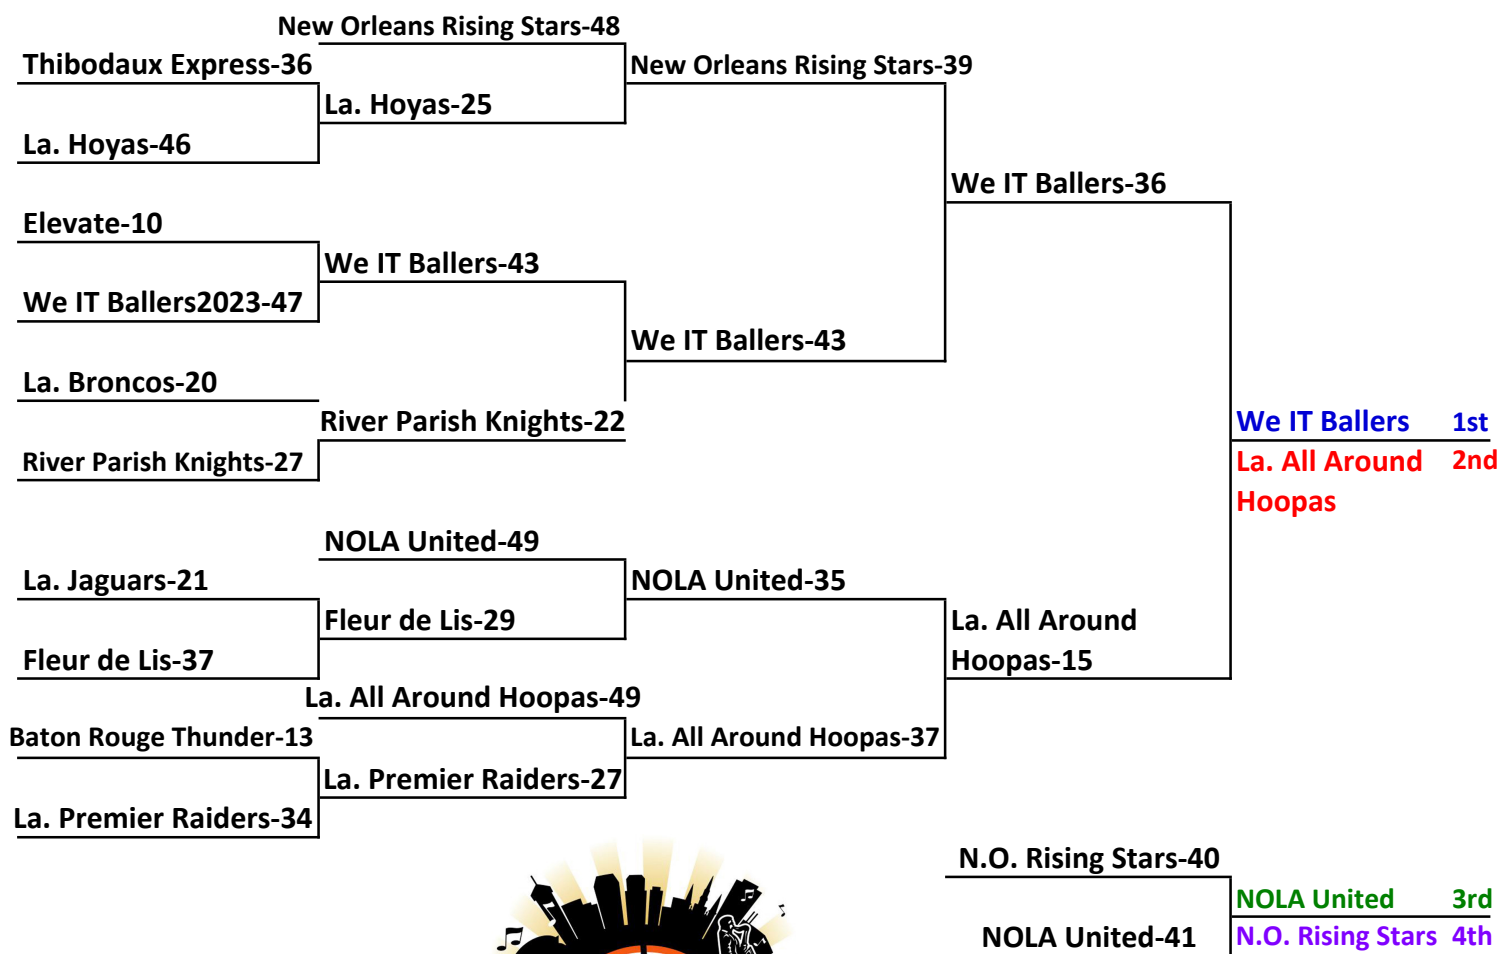 New Orleans Rising Stars-48
Thibodaux Express-36
New Orleans Rising Stars-39
La. Hoyas-25
La. Hoyas-46
We IT Ballers-36
Elevate-10
We IT Ballers-43
We IT Ballers2023-47
We IT Ballers-43
La. Broncos-20
River Parish Knights-22
We IT Ballers 1st
River Parish Knights-27
La. All Around 2nd
Hoopas
NOLA United-49
La. Jaguars-21
NOLA United-35
Fleur de Lis-29
La. All Around
Hoopas-15
Fleur de Lis-37
La. All Around Hoopas-49
Baton Rouge Thunder-13
La. All Around Hoopas-37
La. Premier Raiders-27
La. Premier Raiders-34
N.O. Rising Stars-40
NOLA United 3rd
NOLA United-41
N.O. Rising Stars 4th